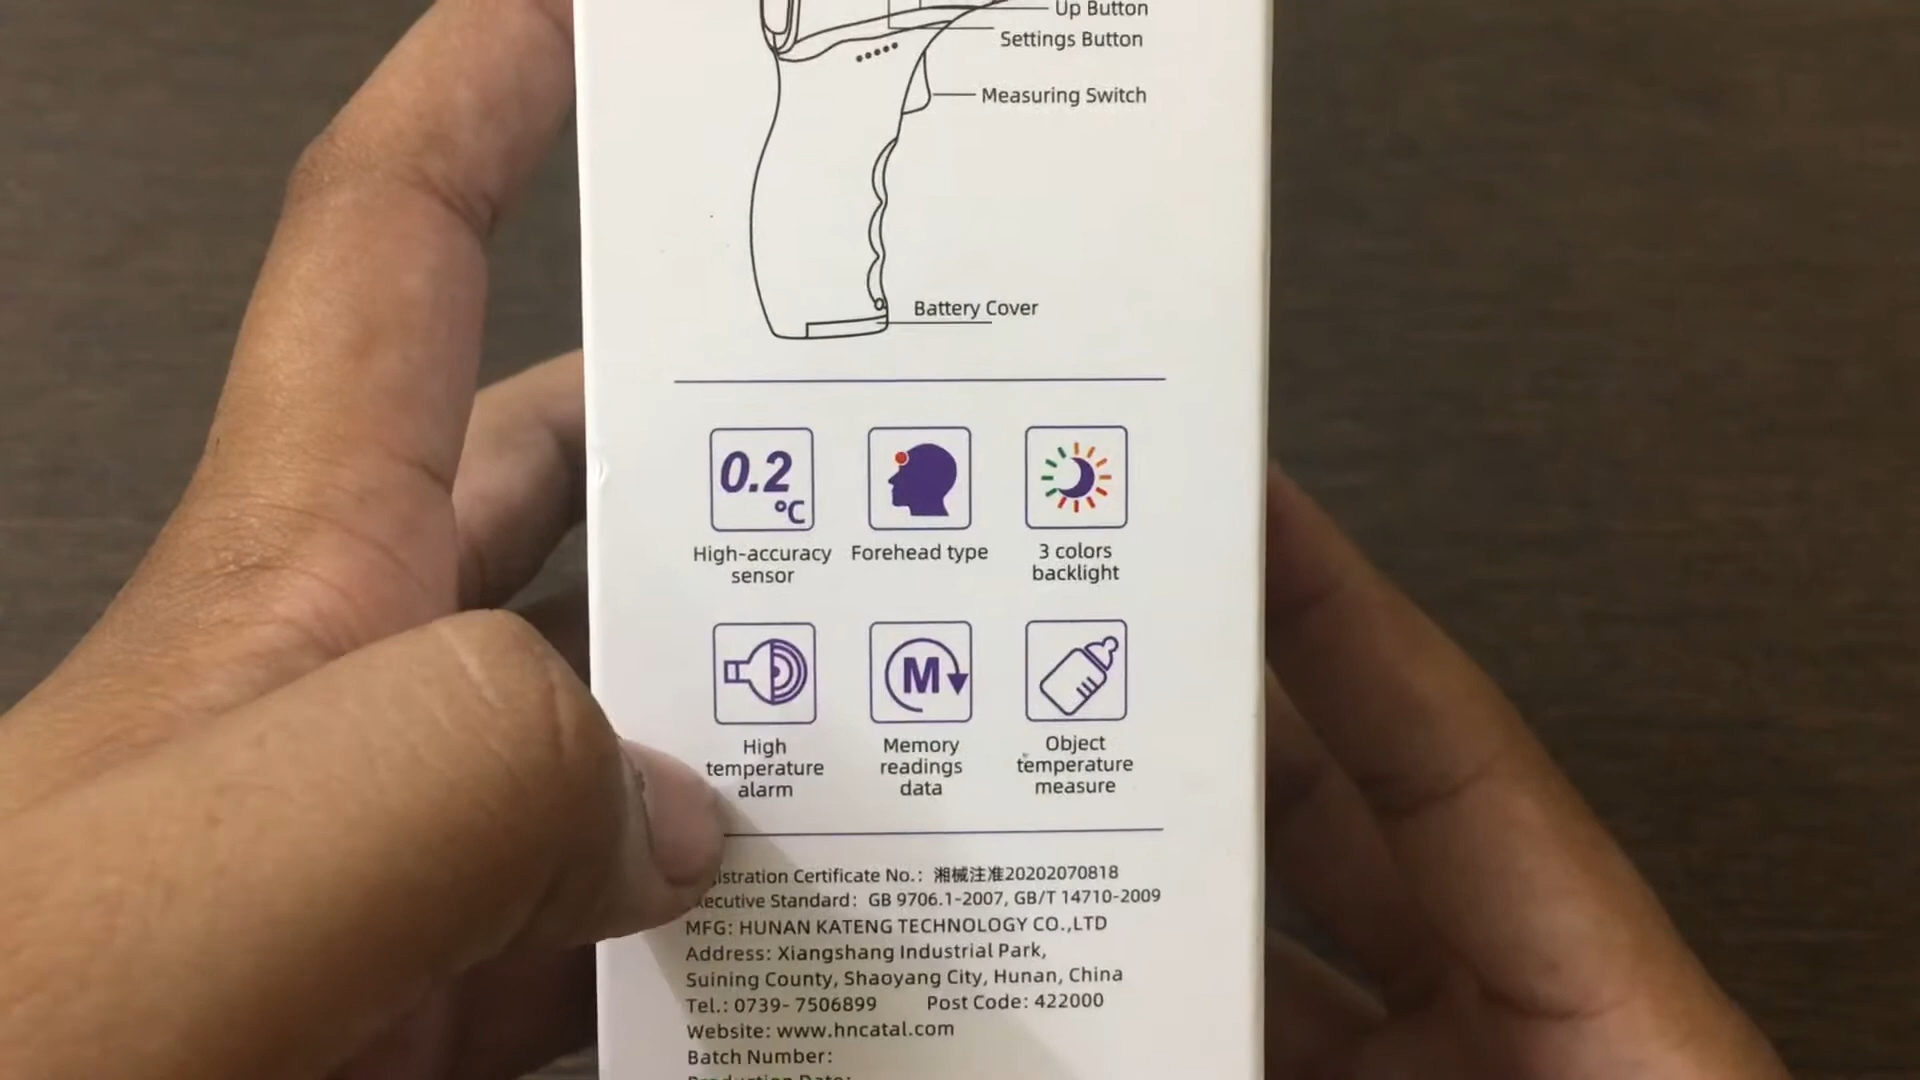 Up Button
Settings Button
Measuring Switch
Battery Cover
0.2
°C
High-accuracy
sensor
Forehead type
3 colors
backlight
M
High
temperature
alarm
Memory
readings
data
Object
temperature
measure
istration Certificate No.: 湘械注准20202070818
ecutive Standard: GB 9706.1-2007, GB/T 14710-2009
MFG: HUNAN KATENG TECHNOLOGY CO.,LTD
Address: Xiangshang Industrial Park,
Suining County, Shaoyang City, Hunan, China
Tel.: 0739- 7506899 Post Code: 422000
Website: www.hncatal.com
Batch Number:
Production Date: